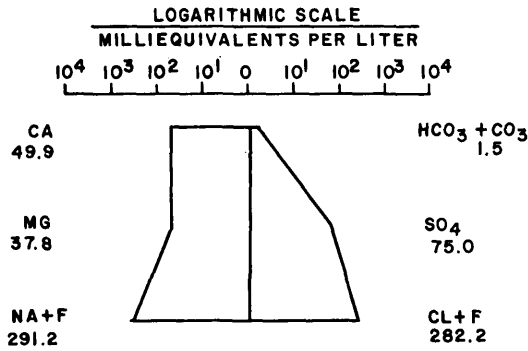 LOGARITHMIC SCALE
MILLIEQUIVALENTS PER LITER
10⁴ 10³ 10² 10¹ 0 10¹ 10² 10³ 10⁴
CA HCO₃ + CO₃
49.9 1.5
MG SO₄
37.8 75.0
NA+F CL+F
291.2 282.2